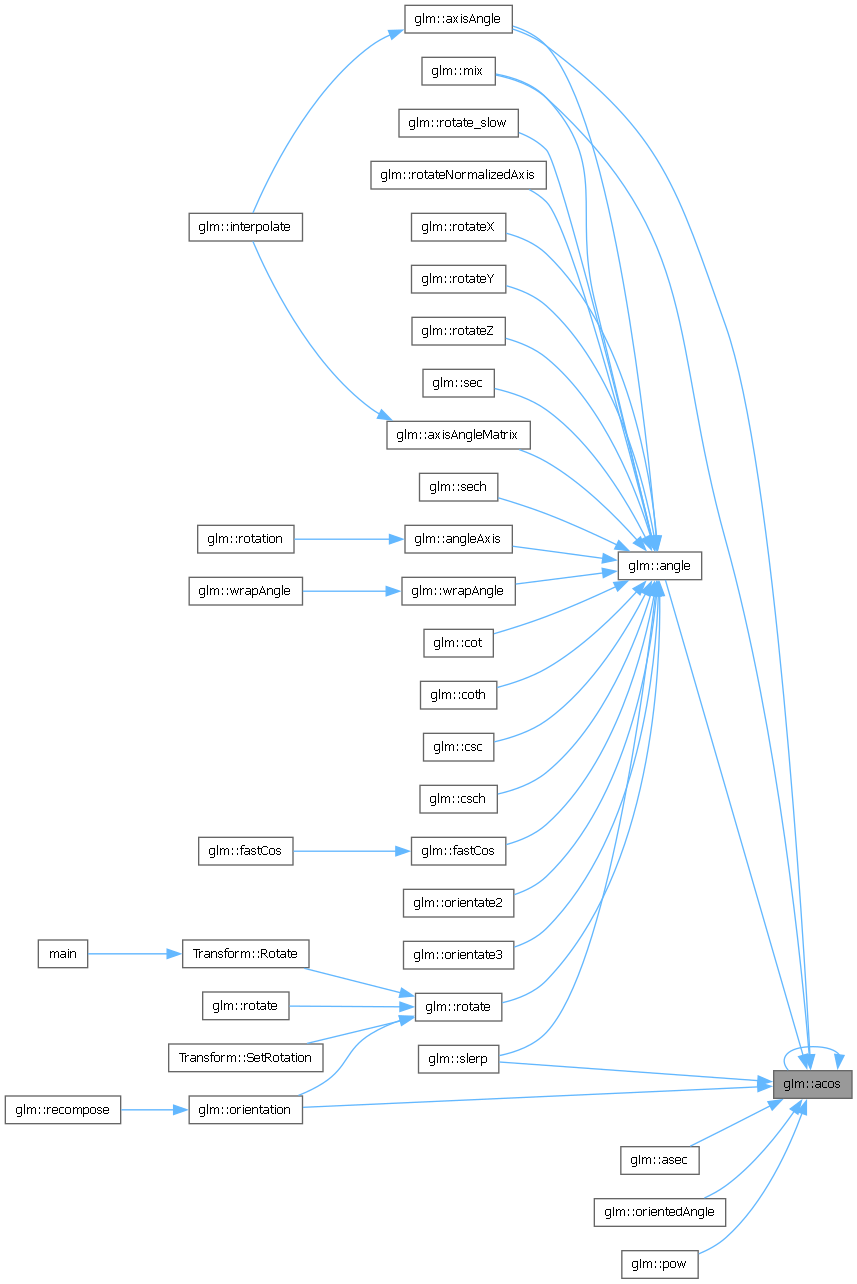 glm::axisAngle
glm::mix
glm::rotate_slow
glm::rotateNormalizedAxis
glm::interpolate
glm::rotateX
glm::rotateY
glm::rotateZ
glm::sec
glm::axisAngleMatrix
glm::sech
glm::rotation
glm::angleAxis
glm::angle
glm::wrapAngle
glm::wrapAngle
glm::cot
glm::coth
glm::csc
glm::csch
glm::fastCos
glm::fastCos
glm::orientate2
main
Transform::Rotate
glm::orientate3
glm::rotate
glm::rotate
Transform::SetRotation
glm::slerp
glm::acos
glm::recompose
glm::orientation
glm::asec
glm::orientedAngle
glm::pow